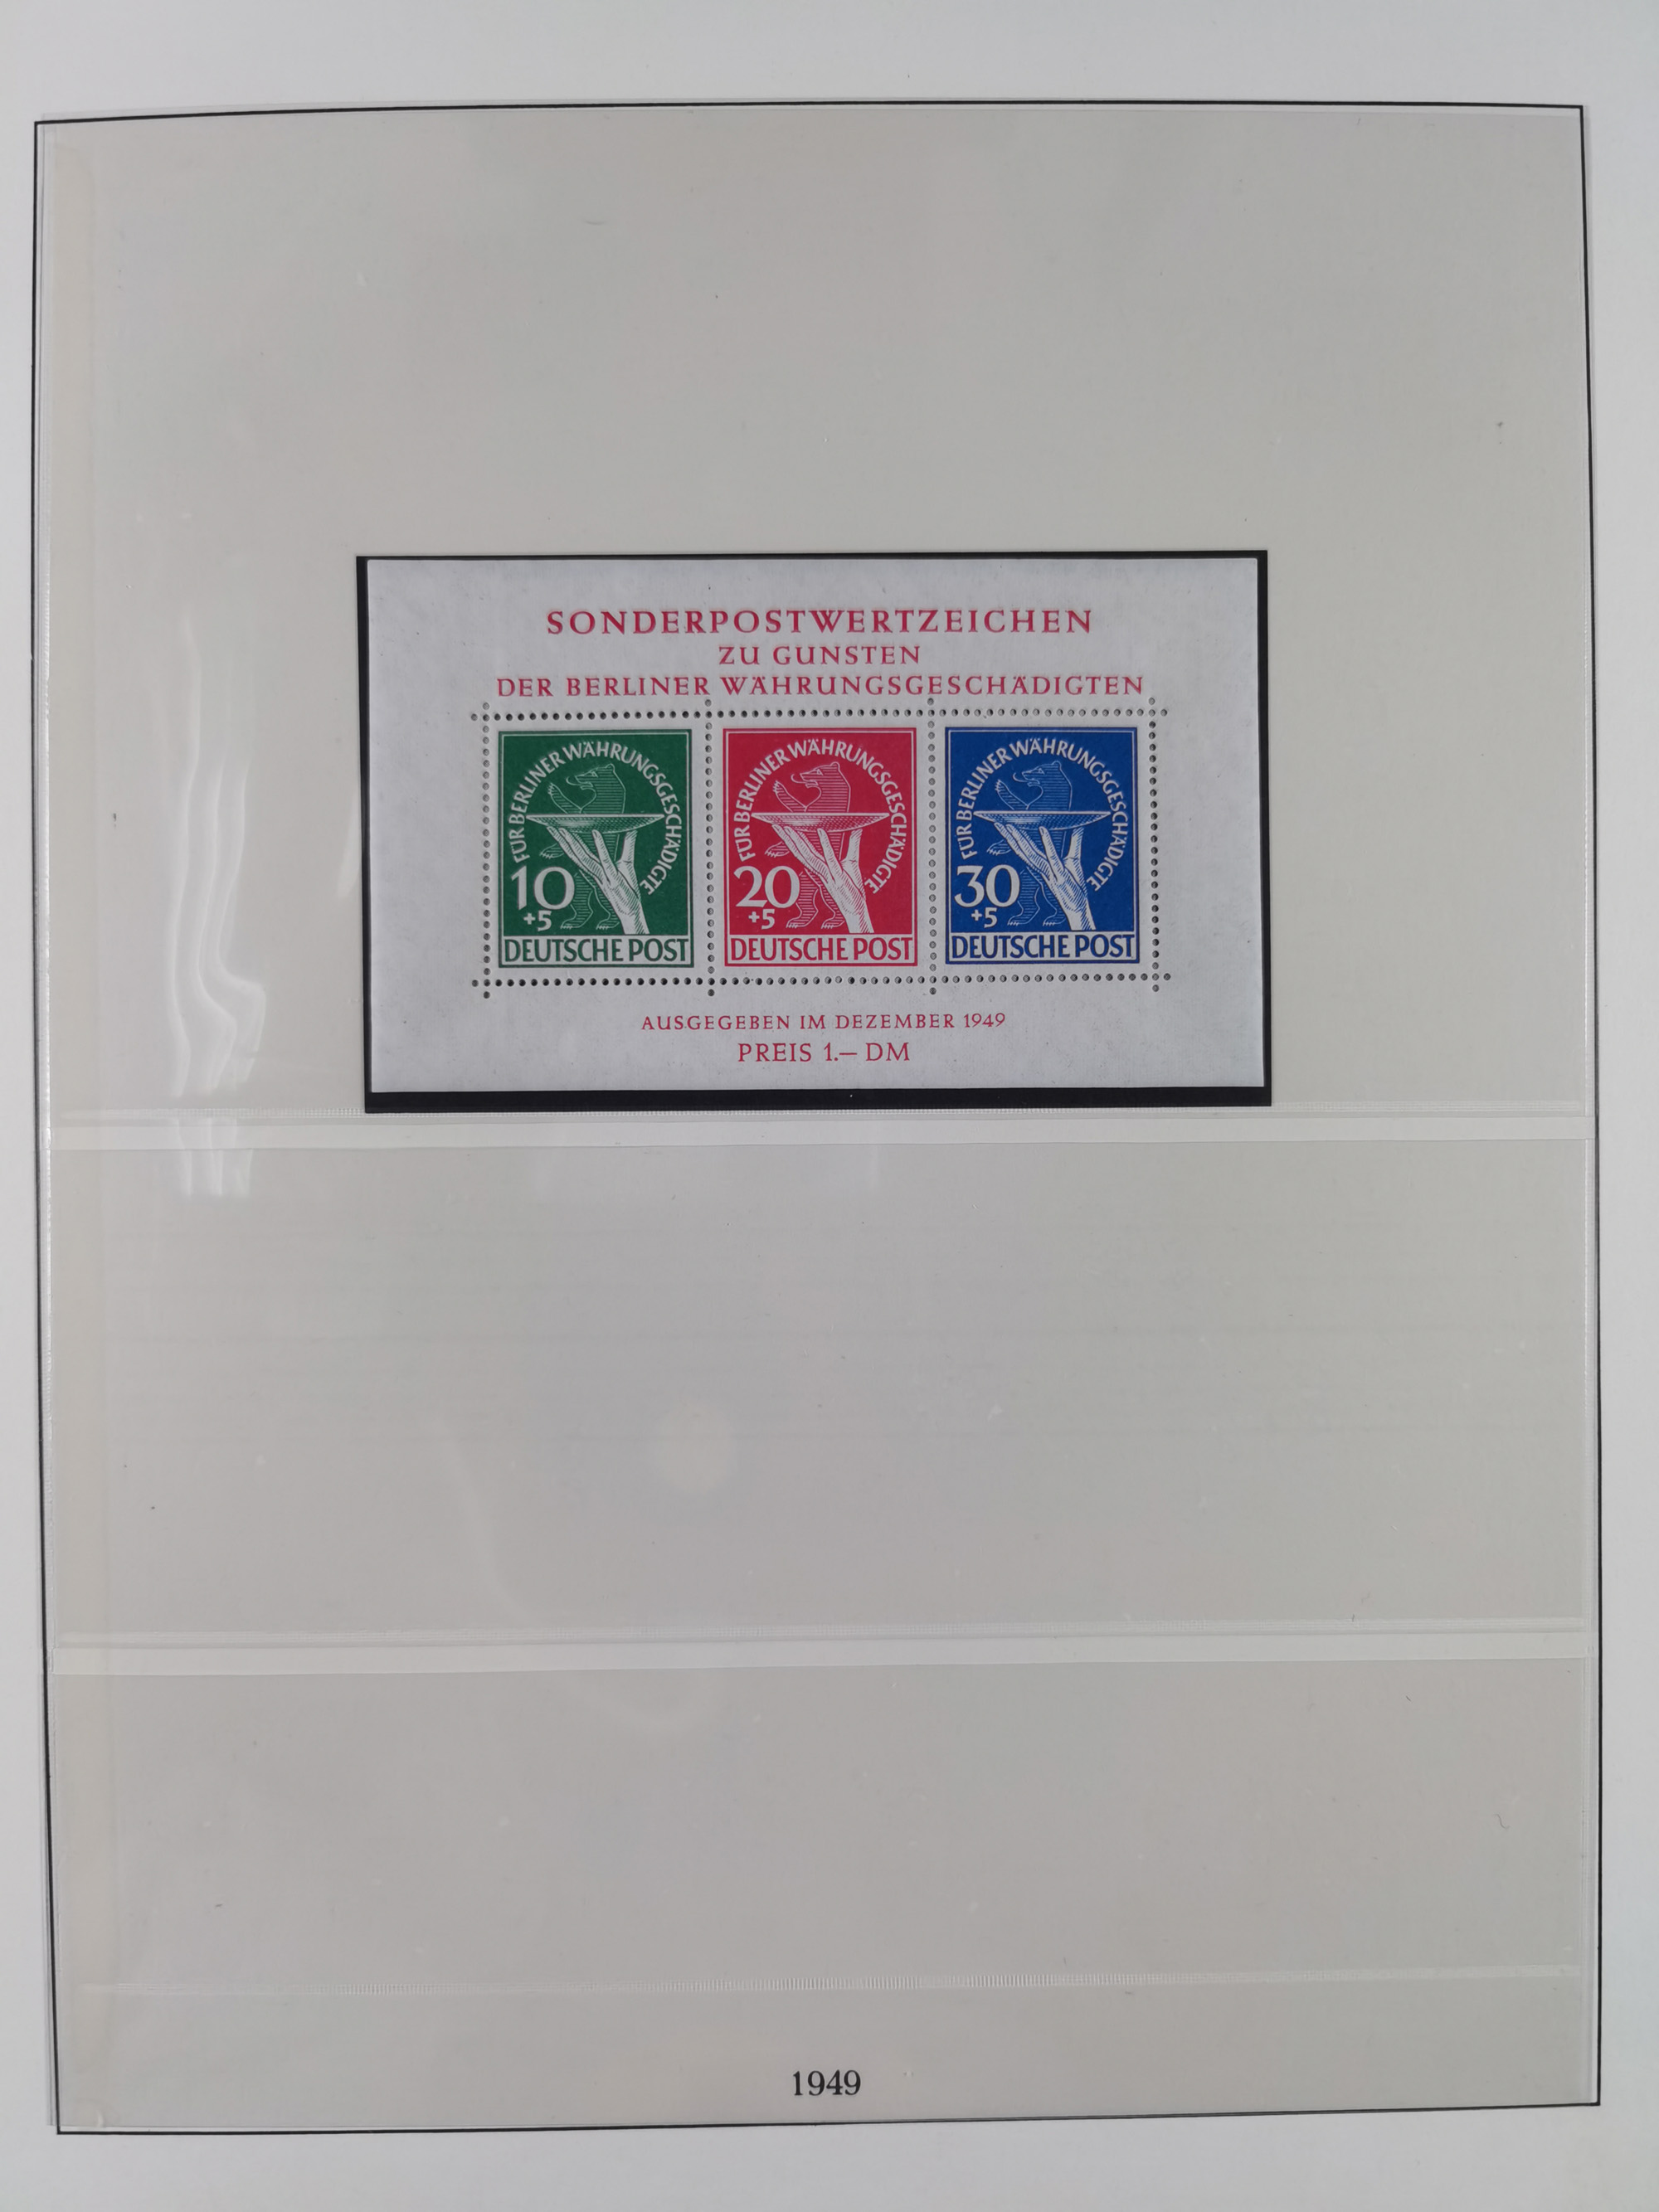 SONDERPOSTWERTZEICHEN
ZU GUNSTEN
DER BERLINER WÄHRUNGSGESCHÄDIGTEN
FÜR BERLINER WÄHRUNGSGESCHÄDIGTE
10
+5
DEUTSCHE POST
FÜR BERLINER WÄHRUNGSGESCHÄDIGTE
20
+5
DEUTSCHE POST
FÜR BERLINER WÄHRUNGSGESCHÄDIGTE
30
+5
DEUTSCHE POST
AUSGEGEBEN IM DEZEMBER 1949
PREIS 1.— DM
1949